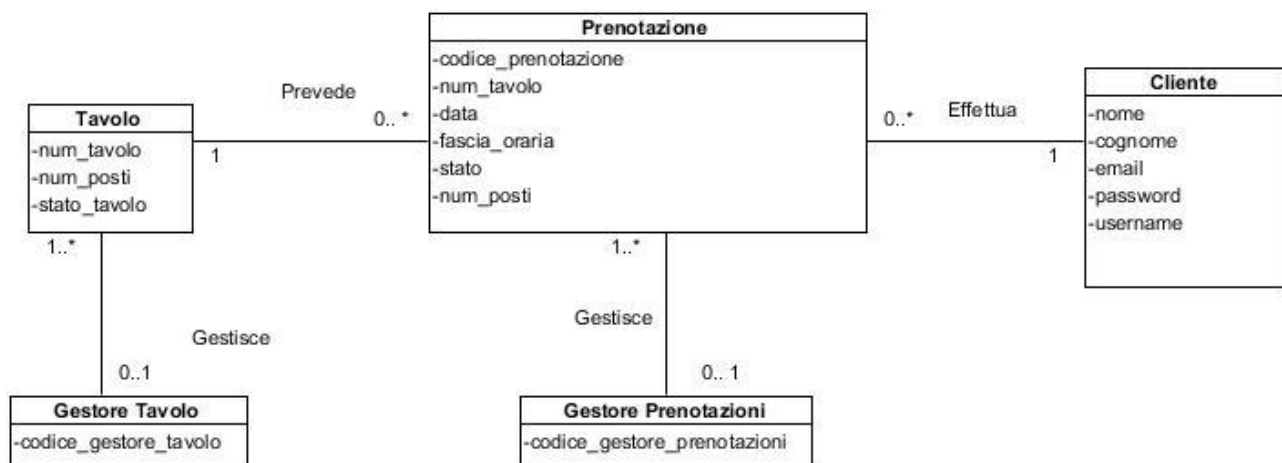 Prenotazione
-codice_prenotazione
-num_tavolo
-data
-fascia_oraria
-stato
-num_posti
Cliente
-nome
-cognome
-email
-password
-username
Tavolo
-num_tavolo
-num_posti
-stato_tavolo
Prevede
0.. *
1
0..*
Effettua
1
1..*
Gestisce
0..1
1..*
Gestisce
0.. 1
Gestore Tavolo
-codice_gestore_tavolo
Gestore Prenotazioni
-codice_gestore_prenotazioni